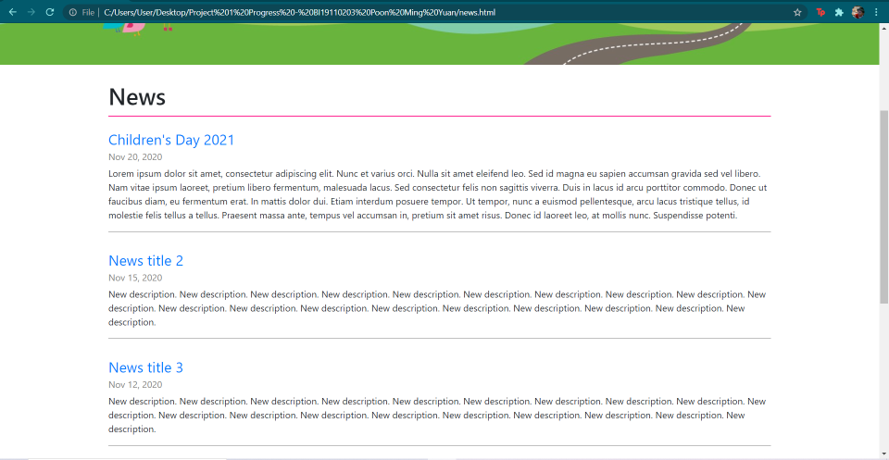 File | C:/Users/User/Desktop/Project%201%20Progress%20-%20BI19110203%20Poon%20Ming%20Yuan/news.html
News
Children's Day 2021
Nov 20, 2020
Lorem ipsum dolor sit amet, consectetur adipiscing elit. Nunc et varius orci. Nulla sit amet eleifend leo. Sed id magna eu sapien accumsan gravida sed vel libero.
Nam vitae ipsum laoreet, pretium libero fermentum, malesuada lacus. Sed consectetur felis non sagittis viverra. Duis in lacus id arcu porttitor commodo. Donec ut
faucibus diam, eu fermentum erat. In mattis dolor dui. Etiam interdum posuere tempor. Ut tempor, nunc a euismod pellentesque, arcu lacus tristique tellus, id
molestie felis tellus a tellus. Praesent massa ante, tempus vel accumsan in, pretium sit amet risus. Donec id laoreet leo, at mollis nunc. Suspendisse potenti.
News title 2
Nov 15, 2020
New description. New description. New description. New description. New description. New description. New description. New description. New description. New
description. New description. New description. New description. New description. New description. New description. New description. New description. New
description.
News title 3
Nov 12, 2020
New description. New description. New description. New description. New description. New description. New description. New description. New description. New
description. New description. New description. New description. New description. New description. New description. New description. New description. New
description.